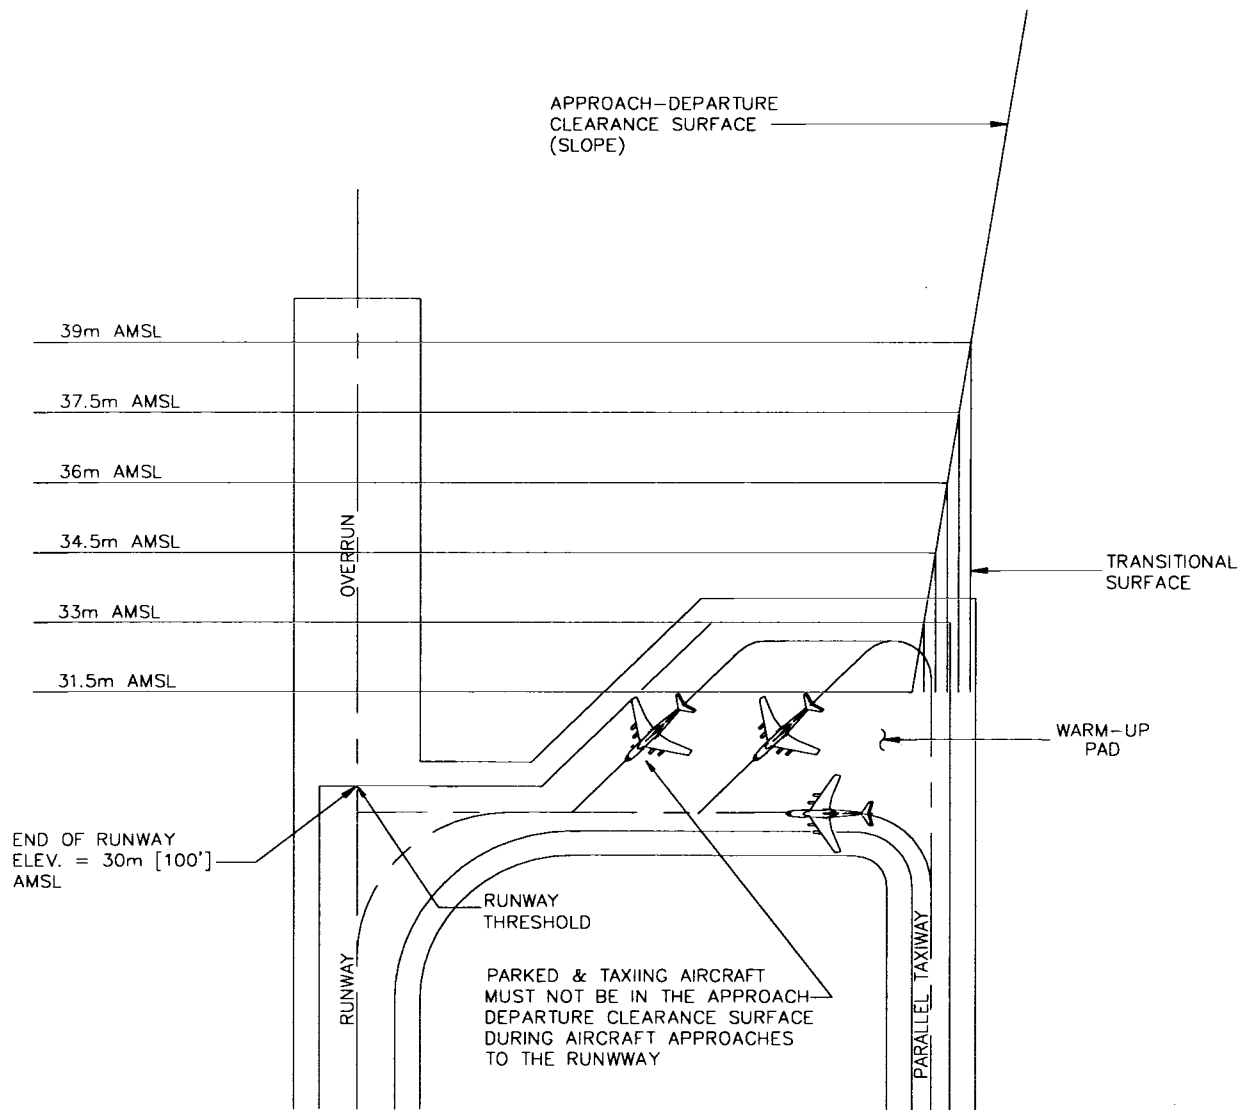 APPROACH-DEPARTURE
CLEARANCE SURFACE
(SLOPE)
39m AMSL
37.5m AMSL
36m AMSL
34.5m AMSL
33m AMSL
31.5m AMSL
OVERRUN
TRANSITIONAL
SURFACE
WARM-UP
PAD
END OF RUNWAY
ELEV. = 30m [100']
AMSL
RUNWAY
THRESHOLD
RUNWAY
PARKED & TAXIING AIRCRAFT
MUST NOT BE IN THE APPROACH-
DEPARTURE CLEARANCE SURFACE
DURING AIRCRAFT APPROACHES
TO THE RUNWWAY
PARALLEL TAXIWAY